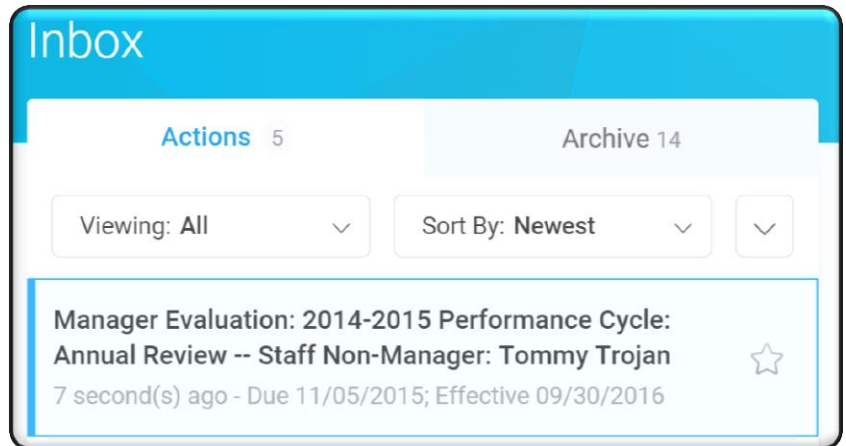 Inbox
Actions 5
Archive 14
Viewing: All
Sort By: Newest
Manager Evaluation: 2014-2015 Performance Cycle:
Annual Review -- Staff Non-Manager: Tommy Trojan
7 second(s) ago - Due 11/05/2015; Effective 09/30/2016